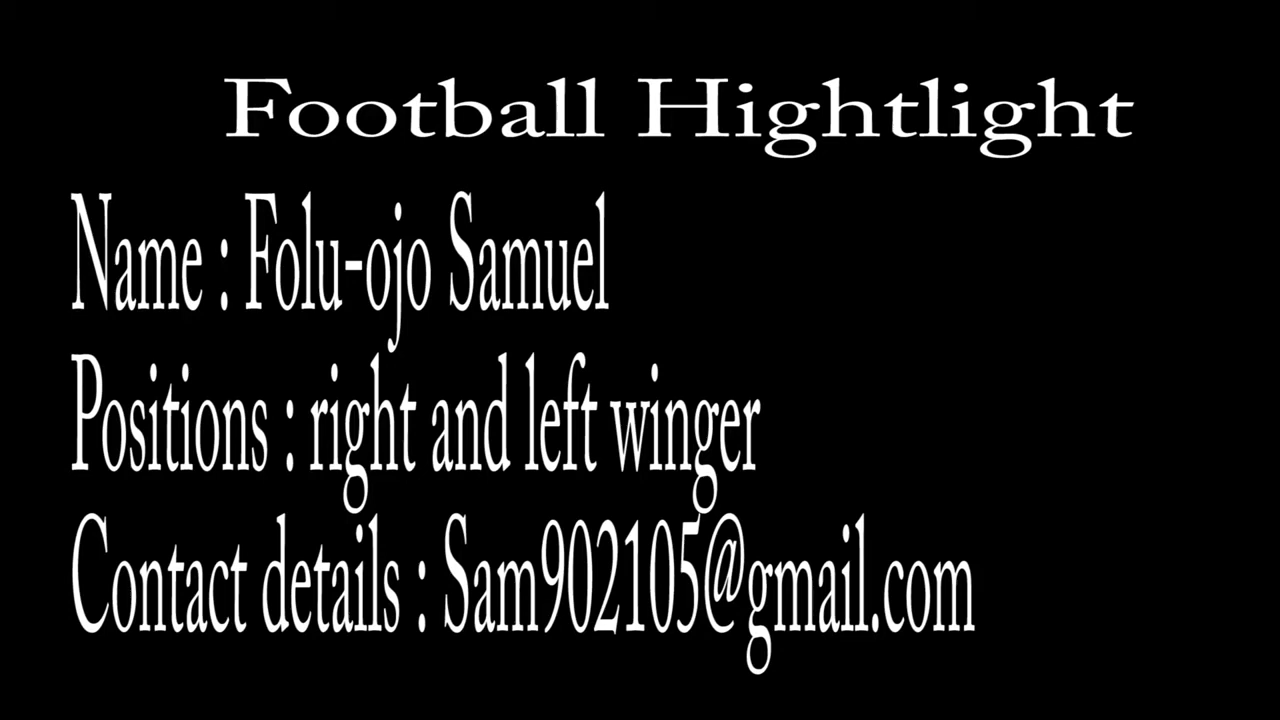 Football Hightlight
Name : Folu-ojo Samuel
Positions : right and left winger
Contact details : Sam902105@gmail.com